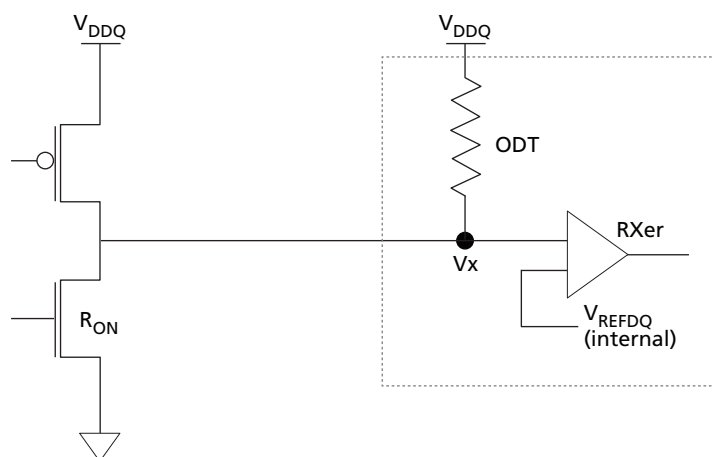 VDDQ
VDDQ
ODT
RXer
Vx
VREFDQ
(internal)
RON